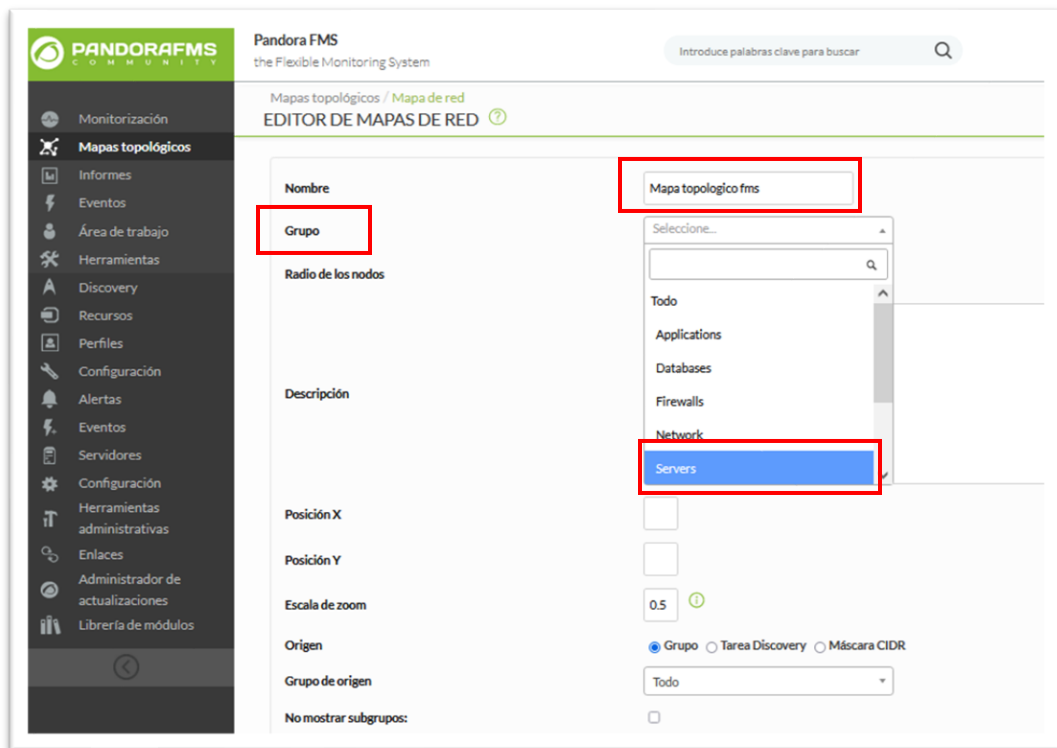 PANDORAFMS
COMMUNITY
Pandora FMS
the Flexible Monitoring System
Introduce palabras clave para buscar
Monitorización
Mapas topológicos
Informes
Eventos
Área de trabajo
Herramientas
Discovery
Recursos
Perfiles
Configuración
Alertas
Eventos
Servidores
Configuración
Herramientas
administrativas
Enlaces
Administrador de
actualizaciones
Librería de módulos
Mapas topológicos / Mapa de red
EDITOR DE MAPAS DE RED ?
Nombre
Mapa topologico fms
Grupo
Seleccione...
Radio de los nodos
Todo
Applications
Databases
Firewalls
Network
Servers
Descripción
Posición X
Posición Y
Escala de zoom
0.5
Origen
Grupo Tarea Discovery Máscara CIDR
Grupo de origen
Todo
No mostrar subgrupos: